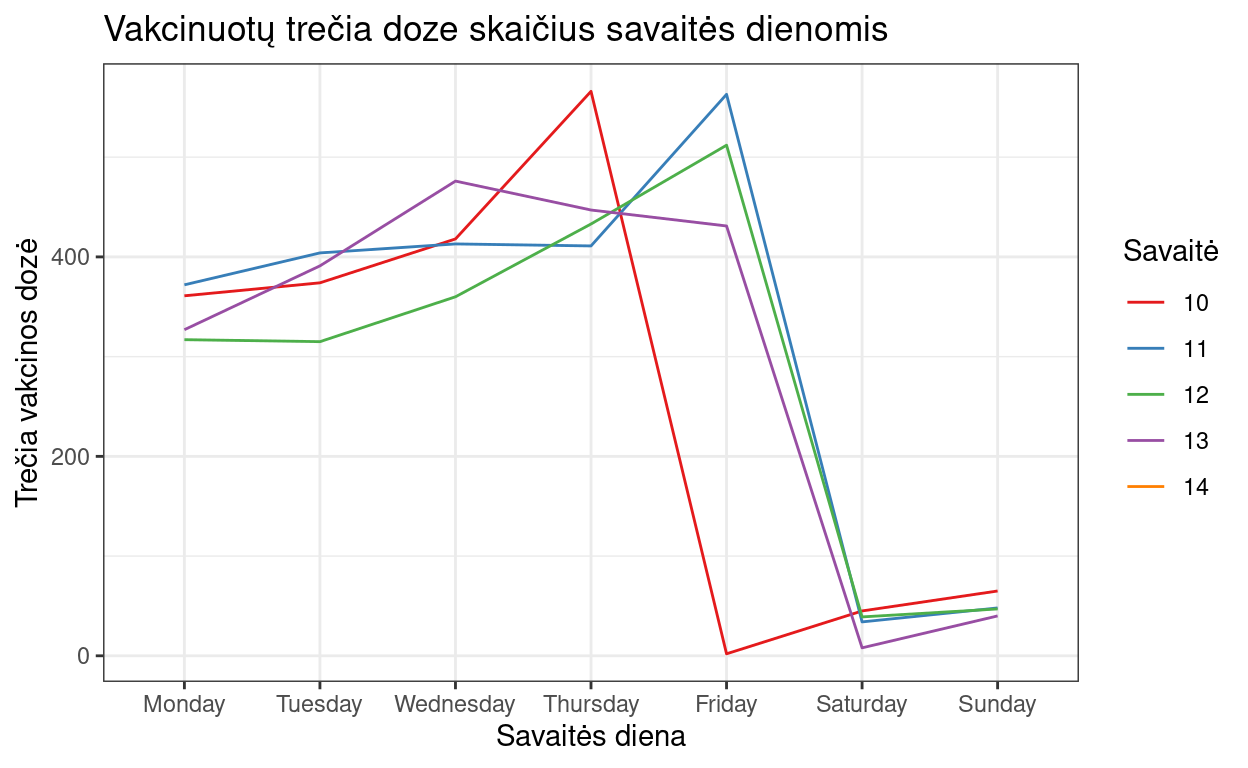 Vakcinuotų trečia doze skaičius savaitės dienomis
Trečia vakcinos dozė
400
200
0
Monday Tuesday Wednesday Thursday Friday Saturday Sunday
Savaitės diena
Savaitė
10
11
12
13
14